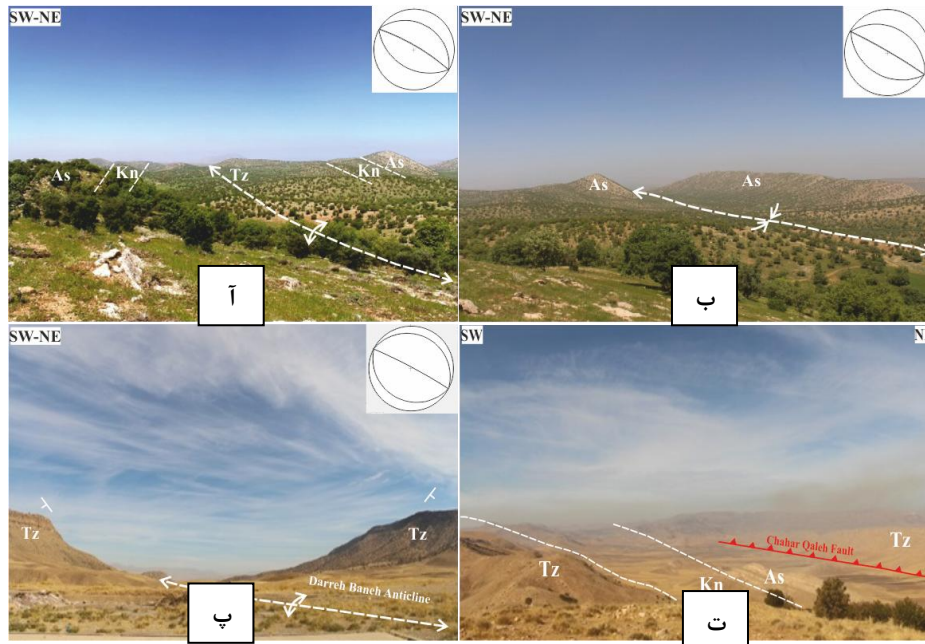 SW-NE
As
Kn
Tz
Kn
As
آ
SW-NE
As
As
ب
SW-NE
Tz
Tz
Darreh Baneh Anticline
پ
SW
N
Tz
Kn
As
Chahar Qaleh Fault
Tz
ت